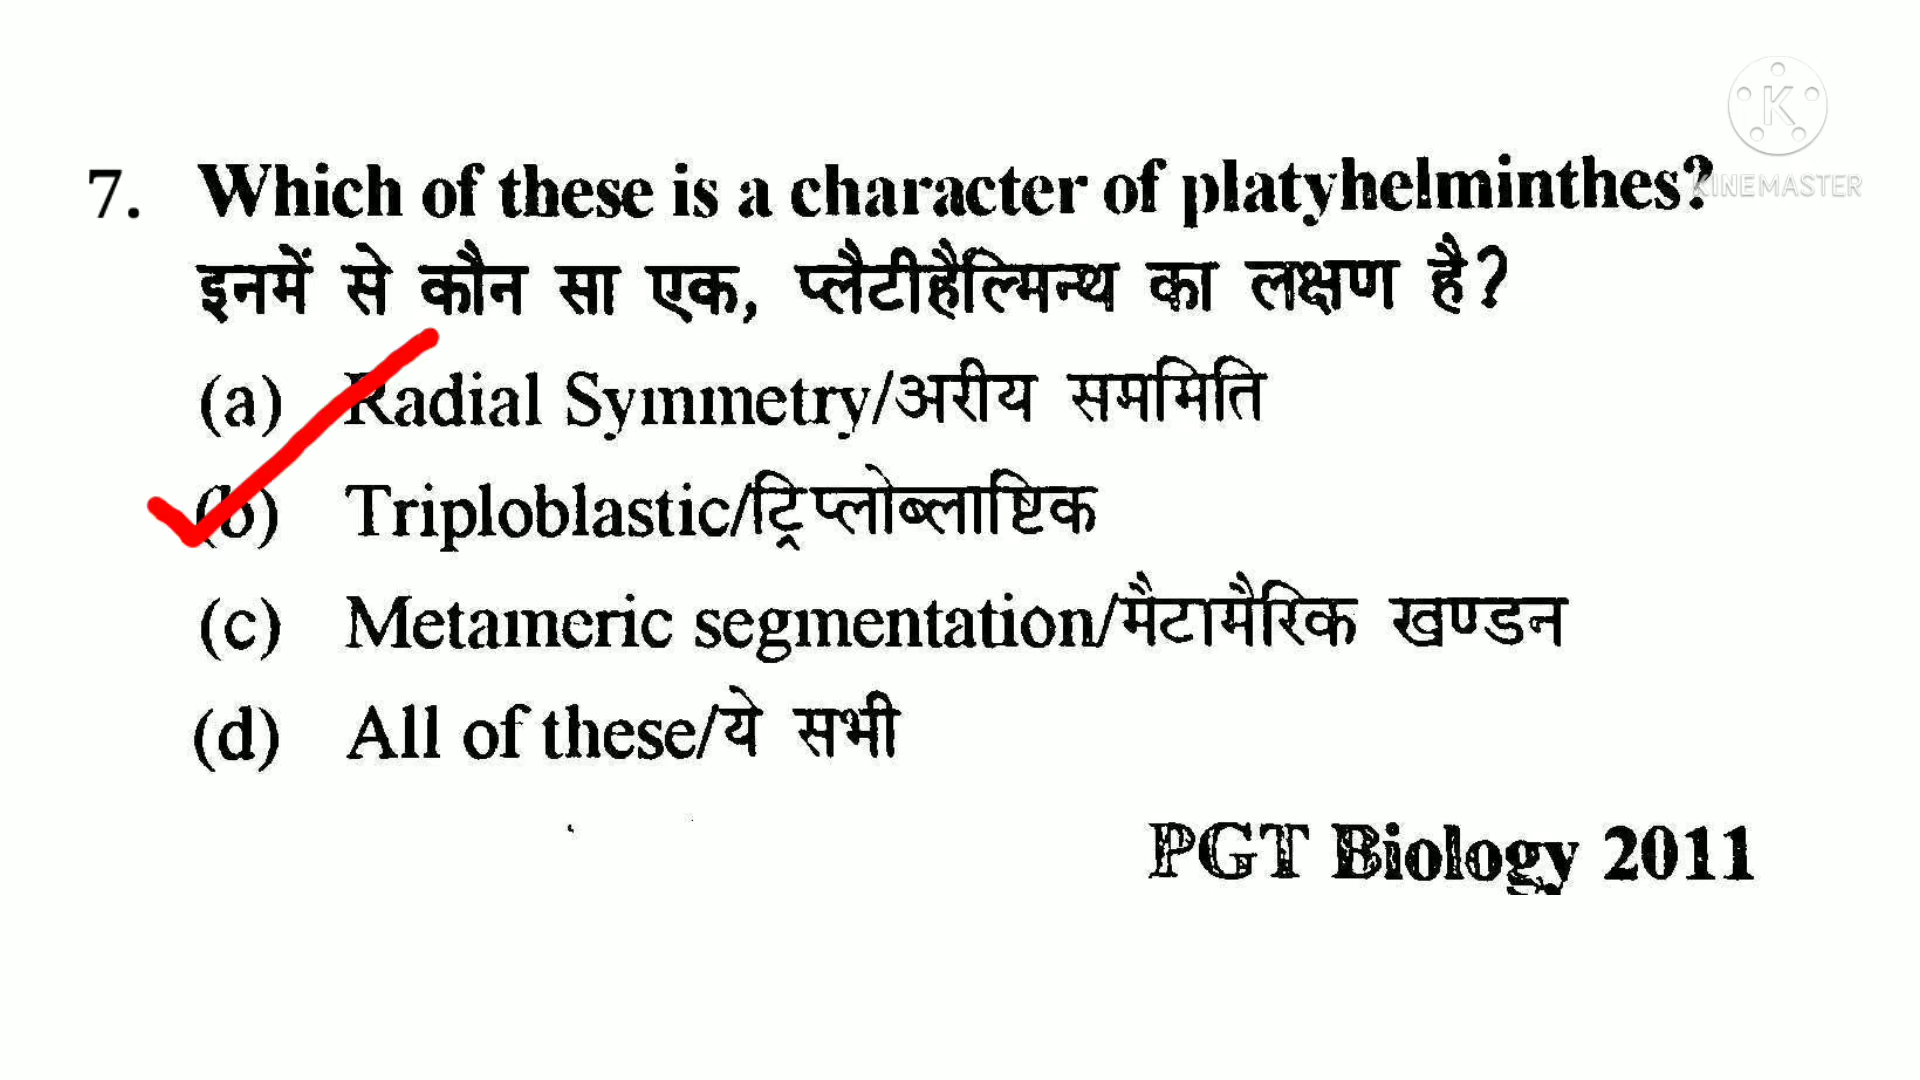 7. Which of these is a character of platyhelminthes?
इनमें से कौन सा एक, प्लैटीहैल्मिन्थ का लक्षण है?
(a) Radial Symmetry/अरीय सममिति
(b) Triploblastic/ट्रिप्लोब्लाष्टिक
(c) Metameric segmentation/मैटामैरिक खण्डन
(d) All of these/ये सभी
PGT Biology 2011
K
KINEMASTER